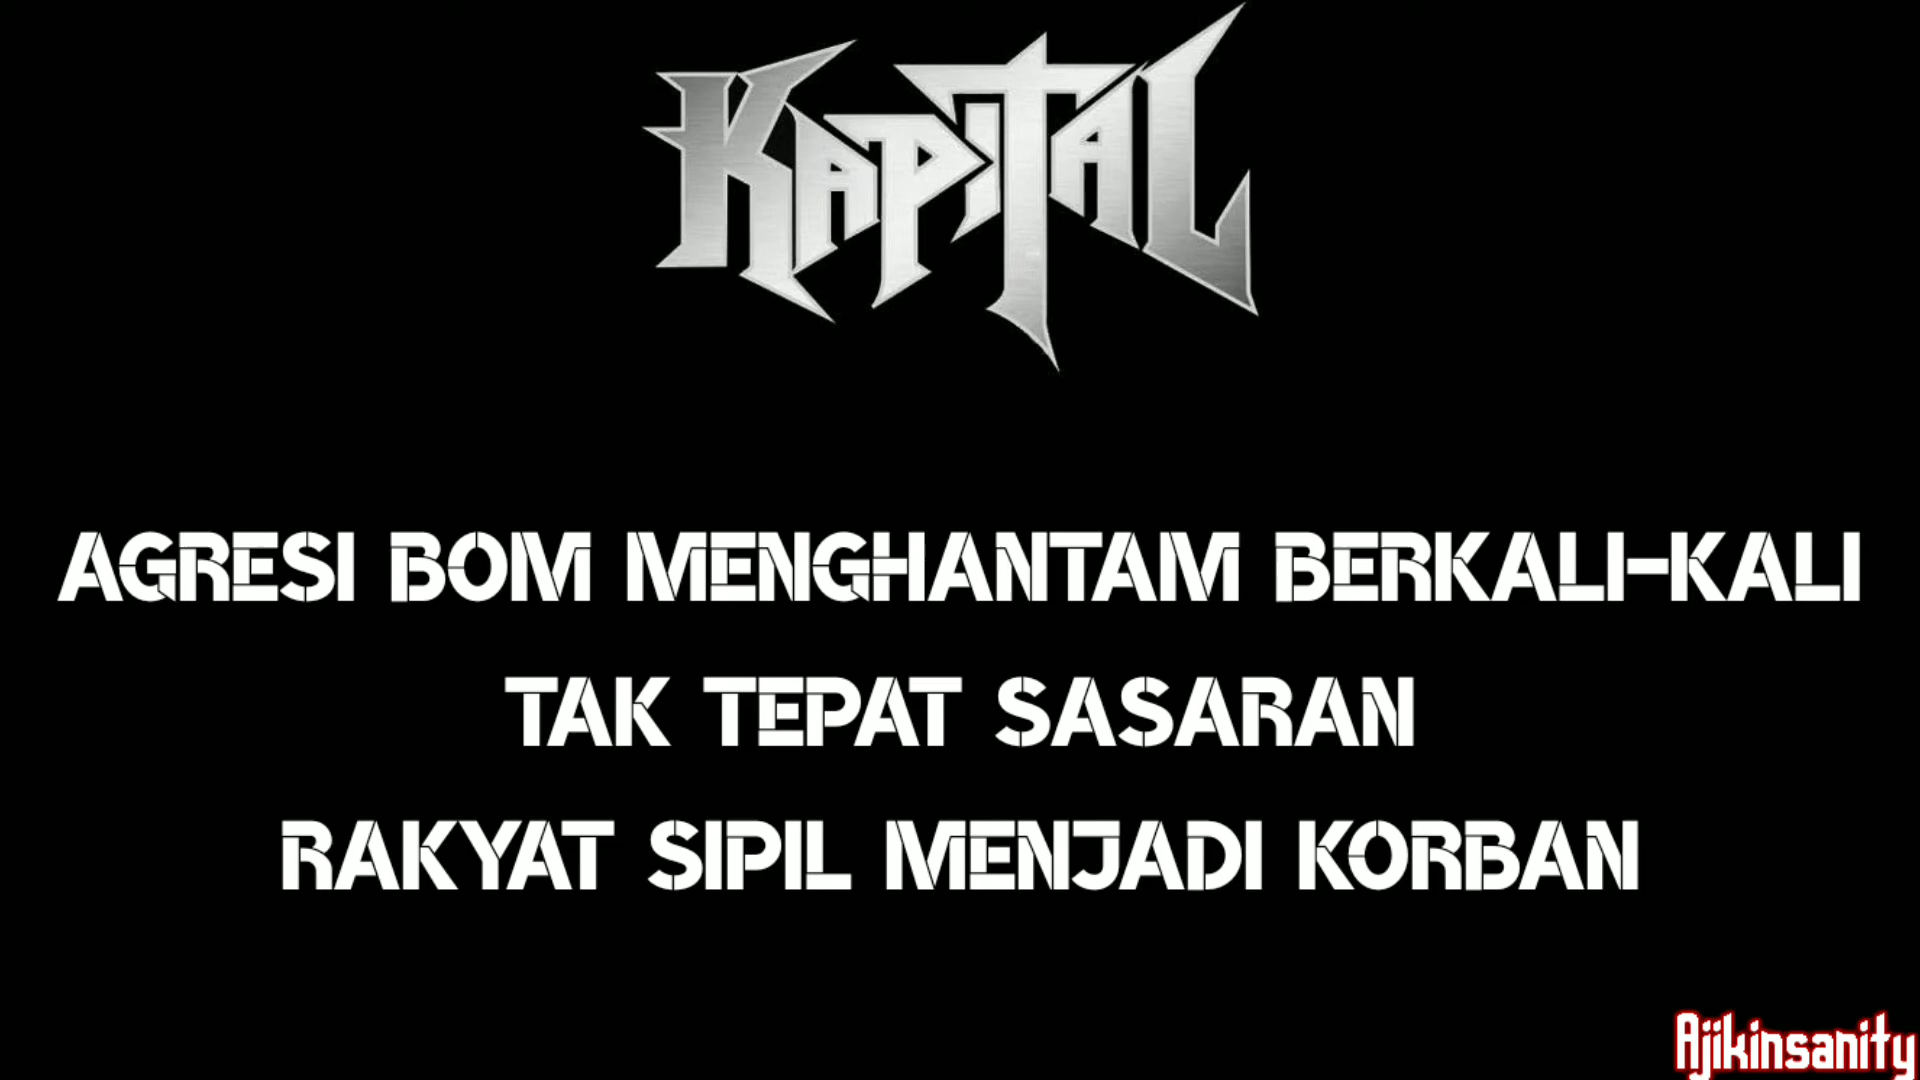 KAPITAL
AGRESI BOM MENGHANTAM BERKALI-KALI
TAK TEPAT SASARAN
RAKYAT SIPIL MENJADI KORBAN
Ajikinsanity